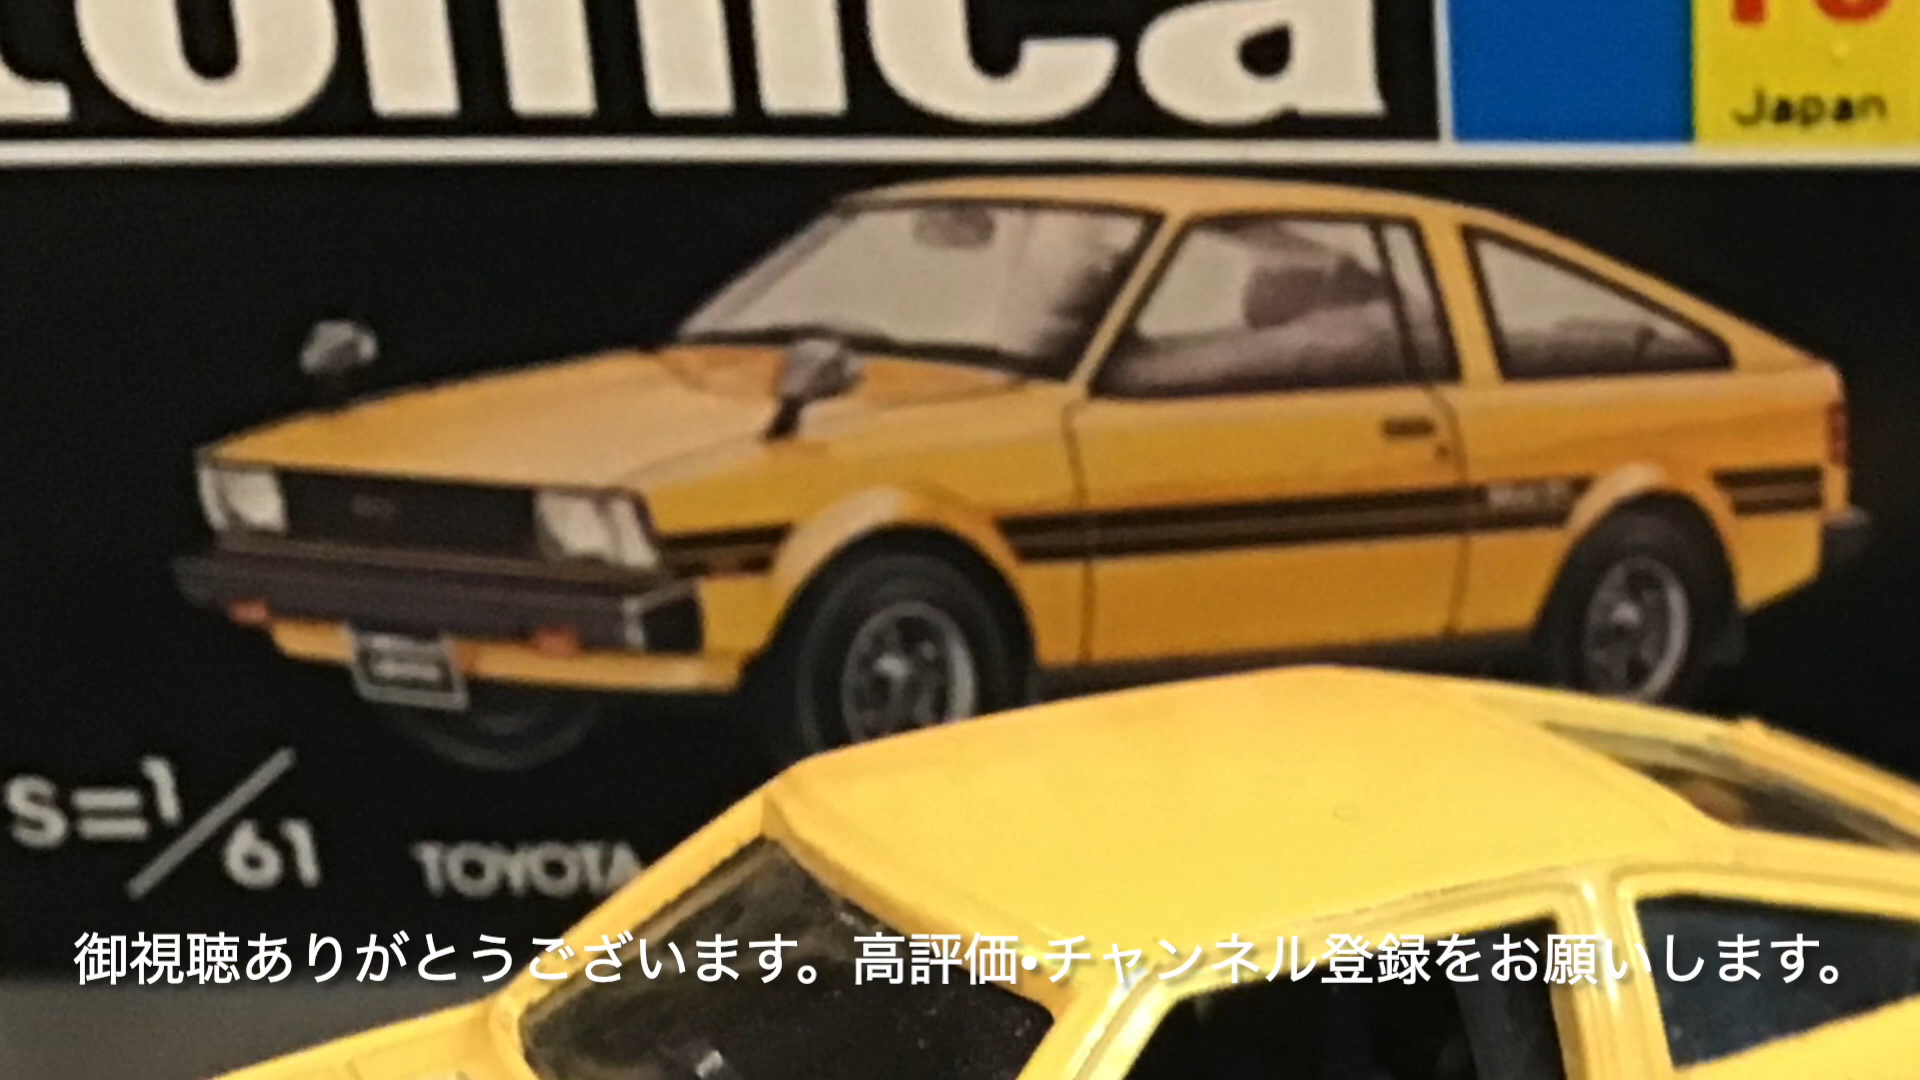 tomica
Japan
S=1/61
TOYOTA
御視聴ありがとうございます。高評価•チャンネル登録をお願いします。